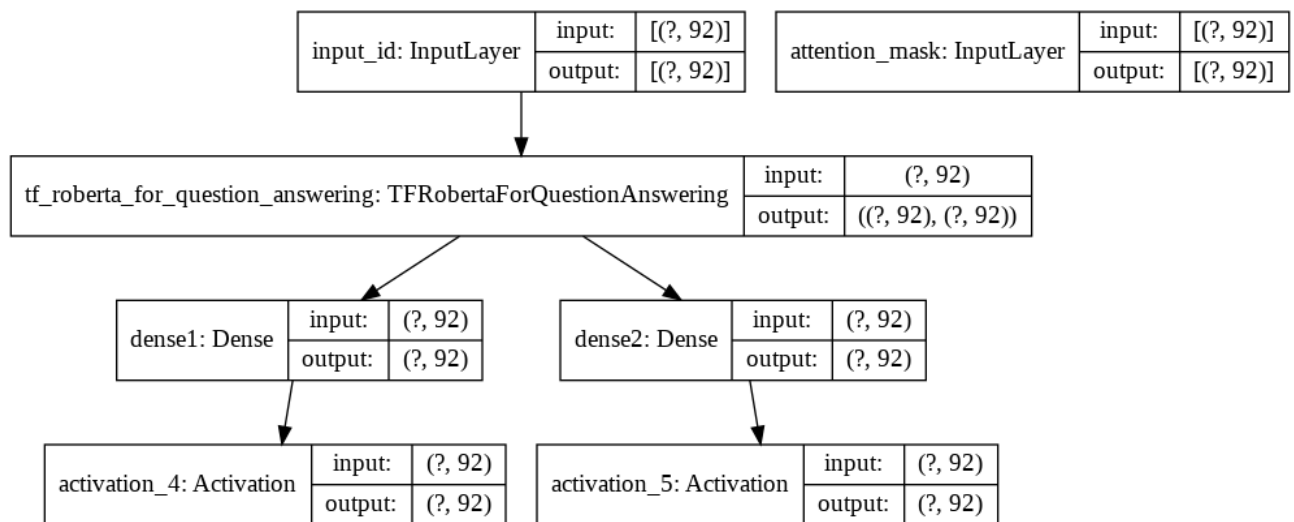 input_id: InputLayer
input: [(?, 92)]
output: [(?, 92)]
attention_mask: InputLayer
input: [(?, 92)]
output: [(?, 92)]
tf_roberta_for_question_answering: TFRobertaForQuestionAnswering
input: (?, 92)
output: ((?, 92), (?, 92))
dense1: Dense
input: (?, 92)
output: (?, 92)
dense2: Dense
input: (?, 92)
output: (?, 92)
activation_4: Activation
input: (?, 92)
output: (?, 92)
activation_5: Activation
input: (?, 92)
output: (?, 92)